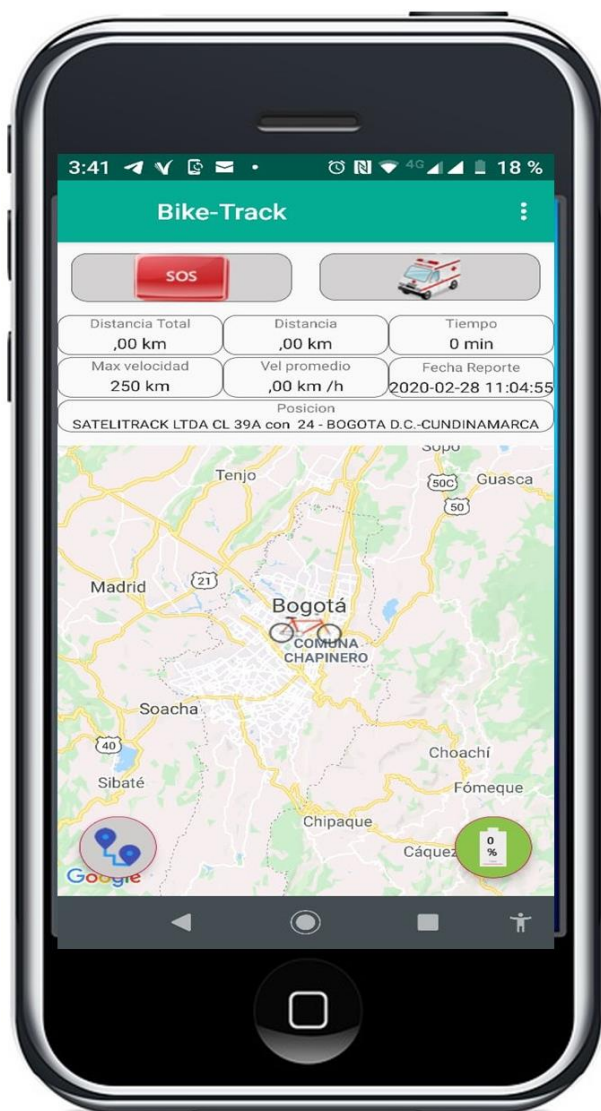 3:41
4G
18 %
Bike-Track
SOS
Distancia Total
,00 km
Distancia
,00 km
Tiempo
0 min
Max velocidad
250 km
Vel promedio
,00 km /h
Fecha Reporte
2020-02-28 11:04:55
Posicion
SATELITRACK LTDA CL 39A con 24 - BOGOTA D.C.-CUNDINAMARCA
Sopó
Tenjo
50C
Guasca
50
Madrid
21
Bogotá
COMUNA
CHAPINERO
Soacha
40
Choachí
Sibaté
Fómeque
Chipaque
Cáquez
0
%
Google